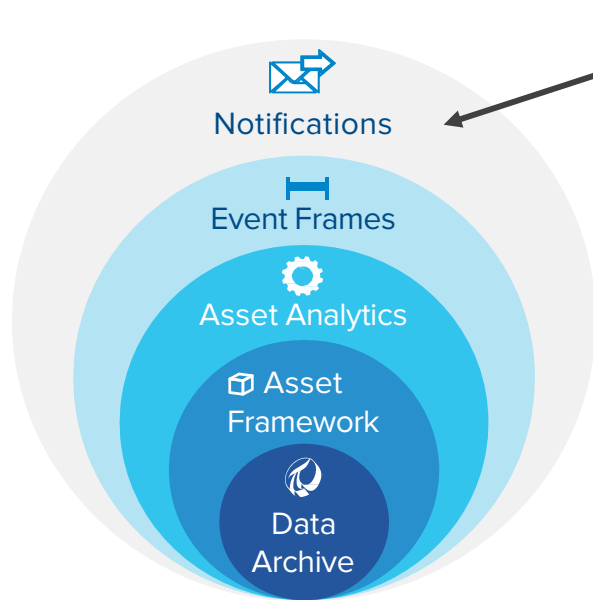 Notifications
Event Frames
Asset Analytics
Asset
Framework
Data
Archive